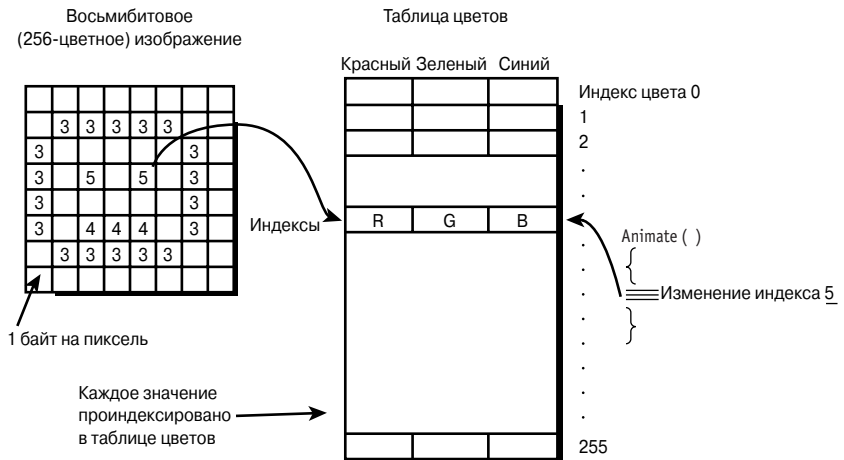 Восьмибитовое
(256-цветное) изображение
Таблица цветов
Красный Зеленый Синий
Индекс цвета 0
1
2
3 3 3 3 3
3 3
3 5 5 3
3 3
3 4 4 4 3
3 3 3 3 3
Индексы
R G B
Animate ( )
{
Изменение индекса 5
}
1 байт на пиксель
Каждое значение
проиндексировано
в таблице цветов
255